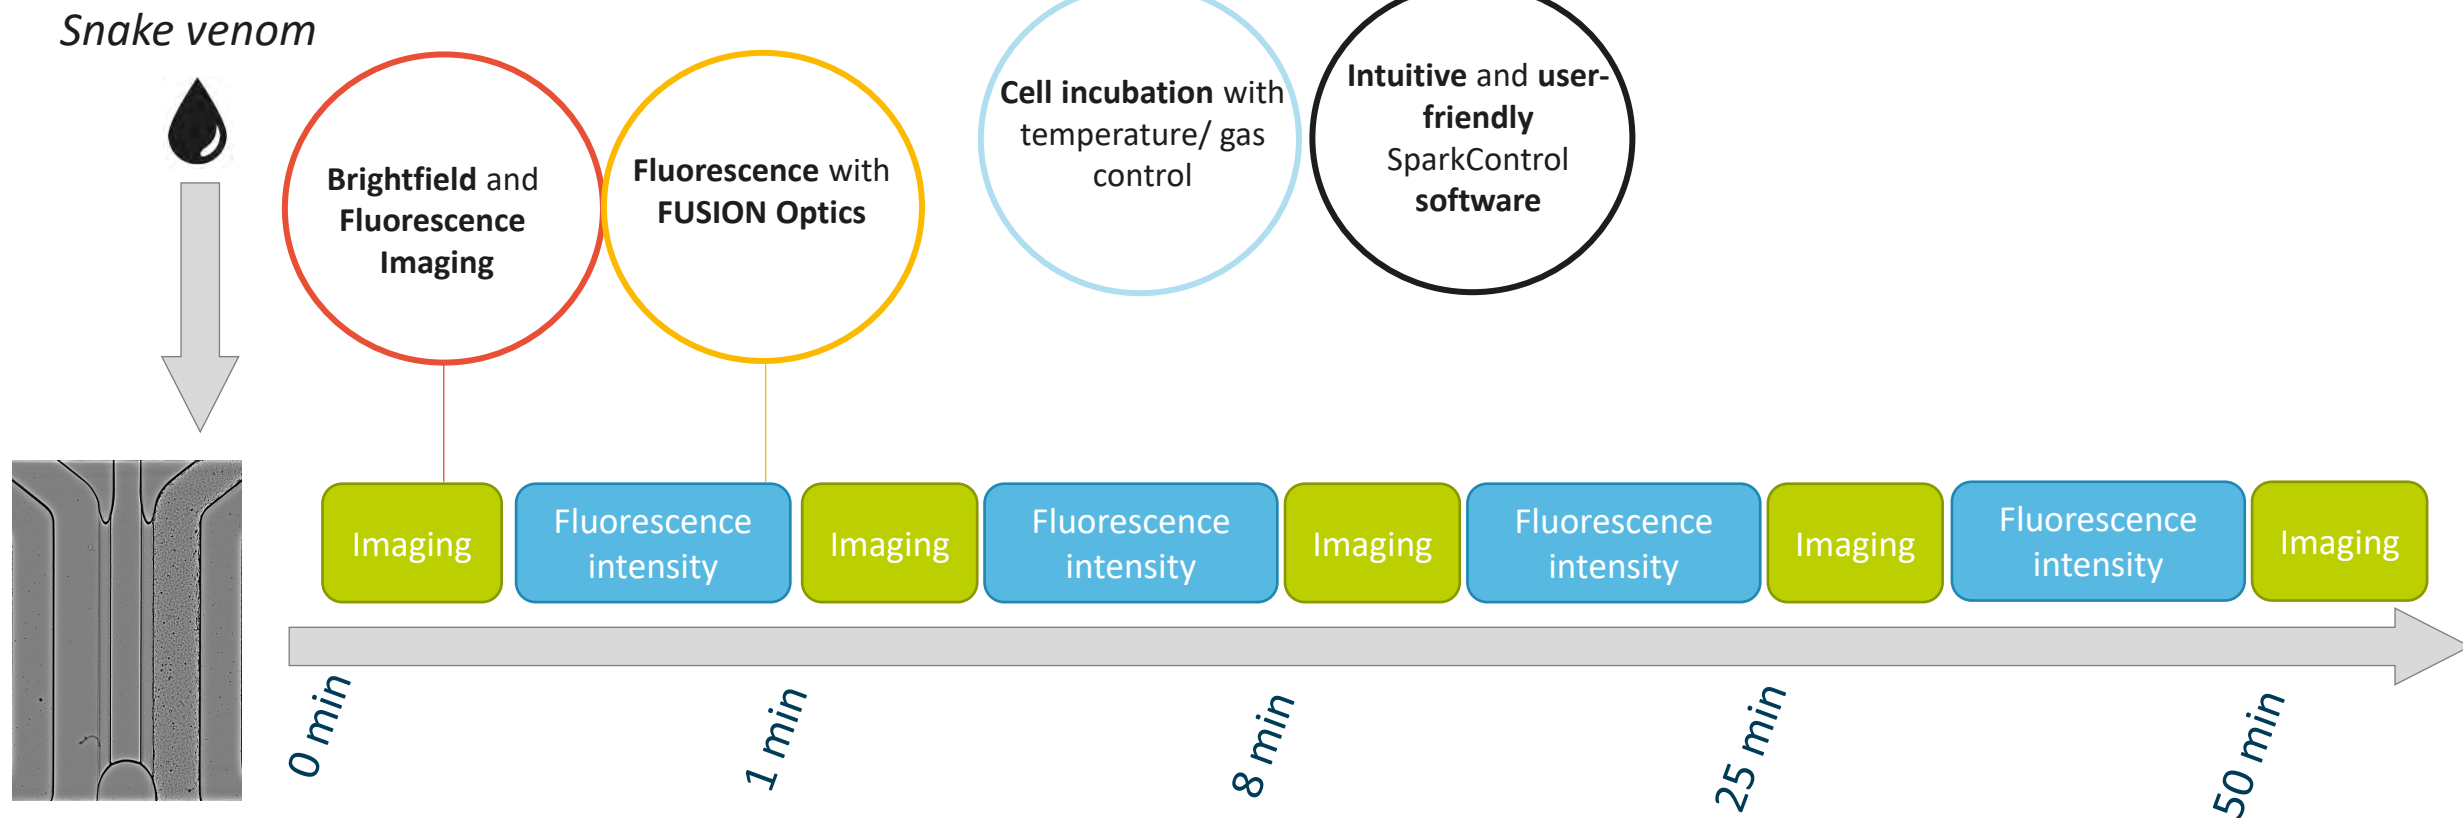 Snake venom
Brightfield and
Fluorescence
Imaging
Fluorescence with
FUSION Optics
Cell incubation with
temperature/ gas
control
Intuitive and user-
friendly
SparkControl
software
Imaging
Fluorescence
intensity
Imaging
Fluorescence
intensity
Imaging
Fluorescence
intensity
Imaging
Fluorescence
intensity
Imaging
0 min
1 min
8 min
25 min
50 min